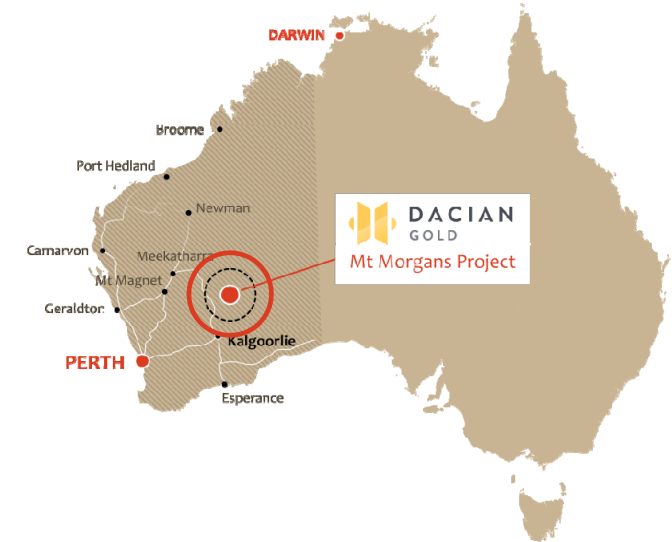 DARWIN
Broome
Port Hedland
Newman
DACIAN
GOLD
Mt Morgans Project
Carnarvon
Meekatharra
Mt Magnet
Geraldton
Kalgoorlie
PERTH
Esperance